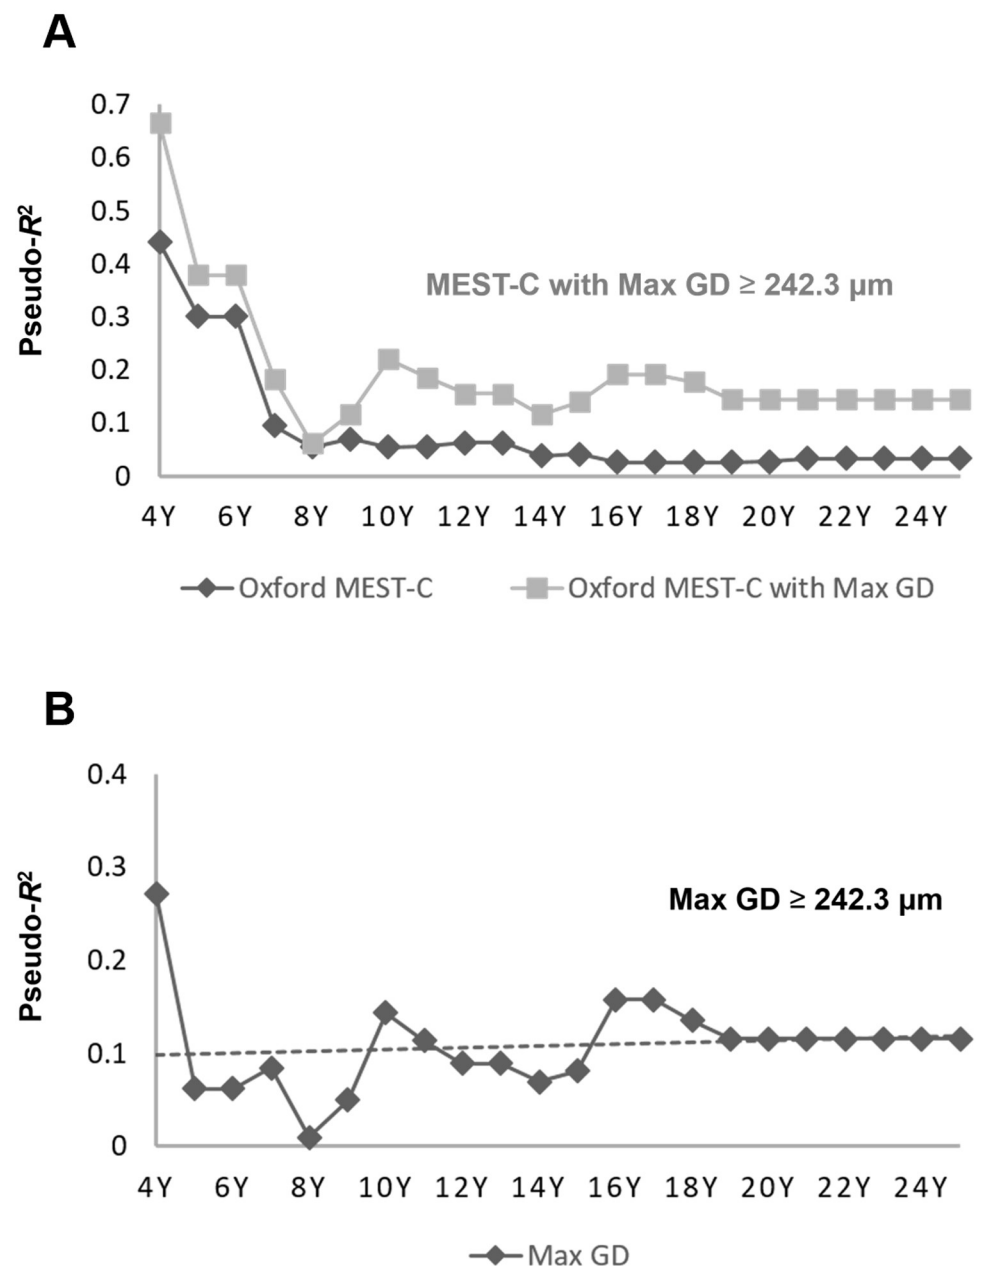 A
0.7
0.6
0.5
0.4
0.3
0.2
0.1
0
Pseudo-R²
MEST-C with Max GD ≥ 242.3 µm
4Y 6Y 8Y 10Y 12Y 14Y 16Y 18Y 20Y 22Y 24Y
Oxford MEST-C Oxford MEST-C with Max GD
B
0.4
0.3
0.2
0.1
0
Pseudo-R²
Max GD ≥ 242.3 µm
4Y 6Y 8Y 10Y 12Y 14Y 16Y 18Y 20Y 22Y 24Y
Max GD